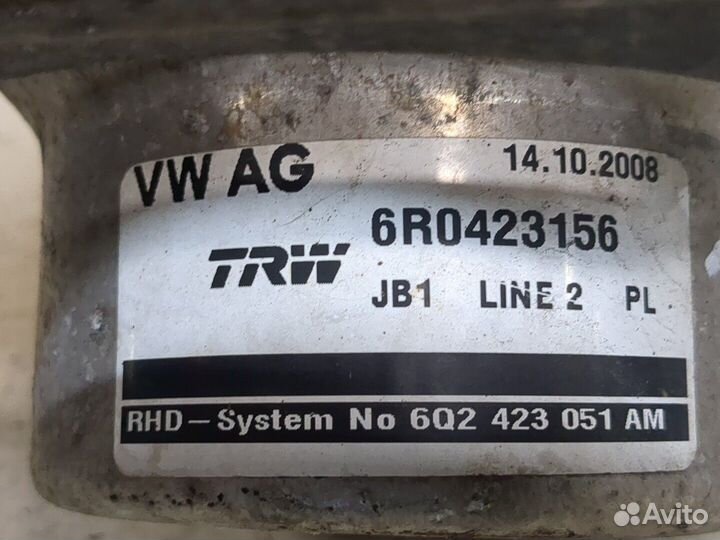 VW AG 14.10.2008
TRW 6R0423156
JB1 LINE 2 PL
RHD-System No 6Q2 423 051 AM
Avito